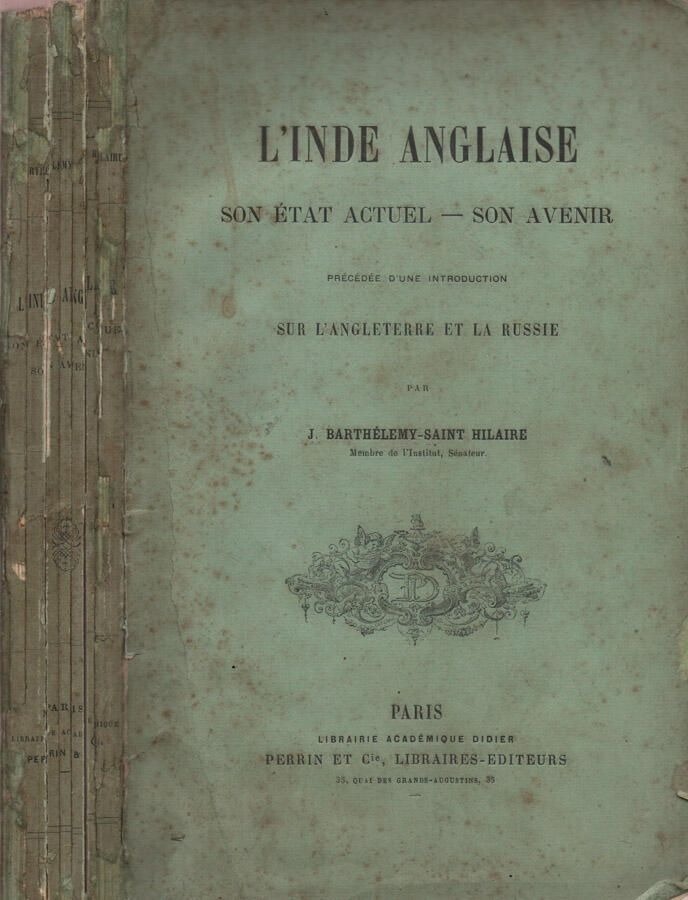 L'INDE ANGLAISE
SON ÉTAT ACTUEL — SON AVENIR
PRÉCÉDÉE D'UNE INTRODUCTION
SUR L'ANGLETERRE ET LA RUSSIE
PAR
J. BARTHÉLEMY-SAINT HILAIRE
Membre de l'Institut, Sénateur.
PARIS
LIBRAIRIE ACADÉMIQUE DIDIER
PERRIN ET Cie, LIBRAIRES-EDITEURS
35, QUAI DES GRANDS-AUGUSTINS, 35
PARIS